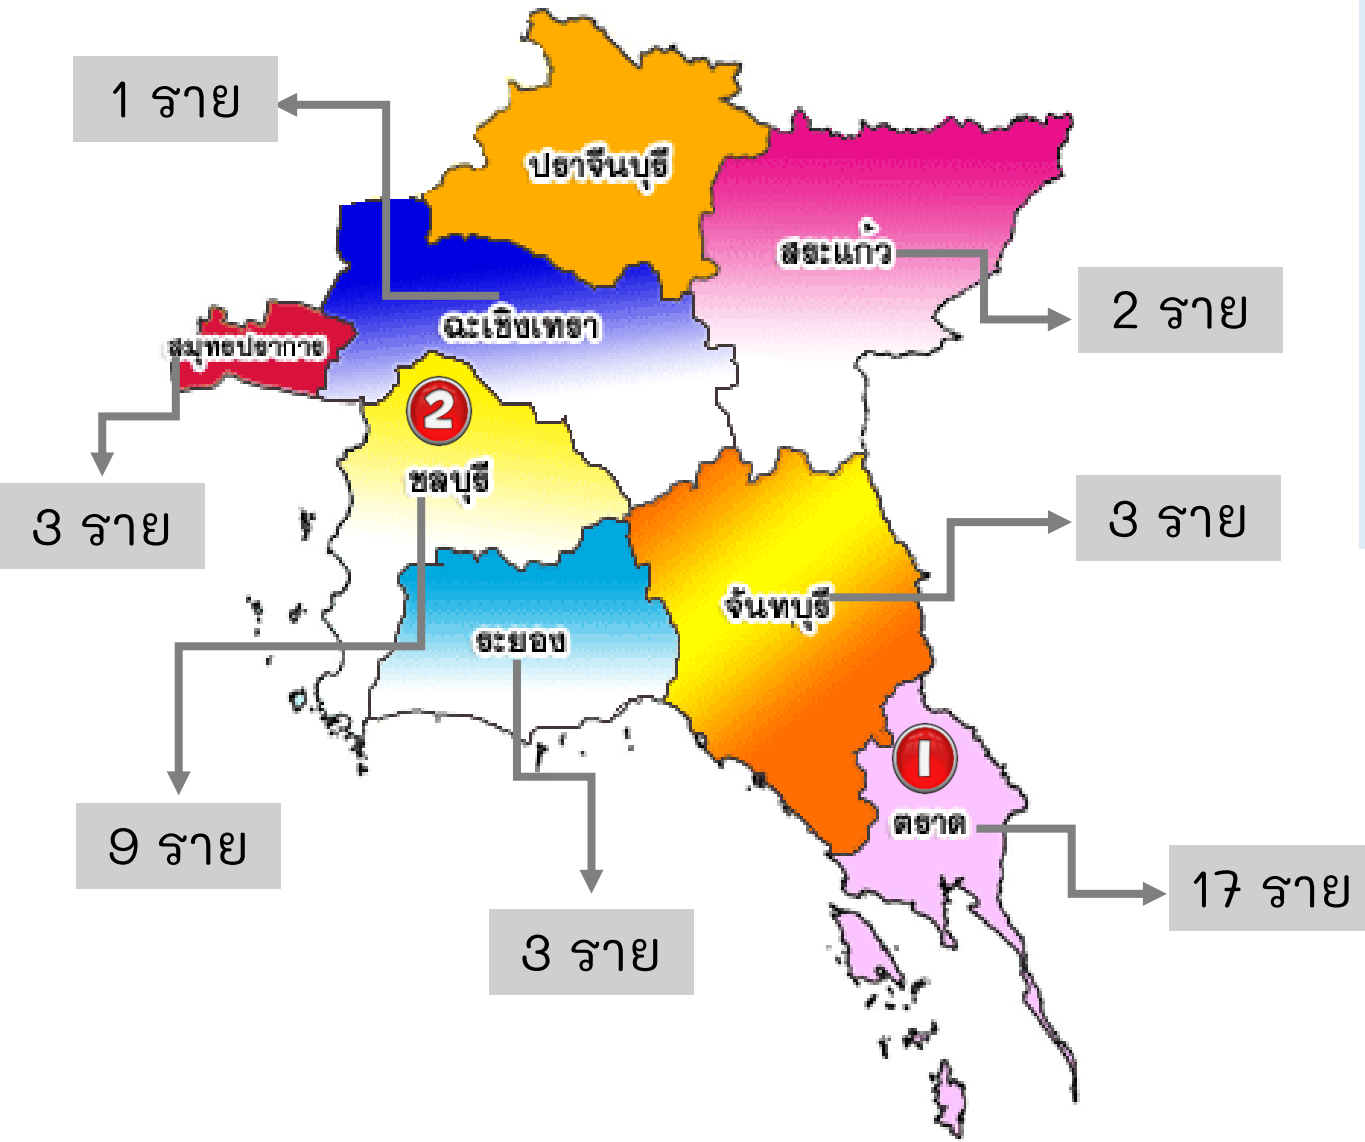 1 ราย
ปราจีนบุรี
สระแก้ว
2 ราย
ฉะเชิงเทรา
สมุทรปราการ
2
ชลบุรี
3 ราย
3 ราย
จันทบุรี
ระยอง
1
ตราด
9 ราย
17 ราย
3 ราย